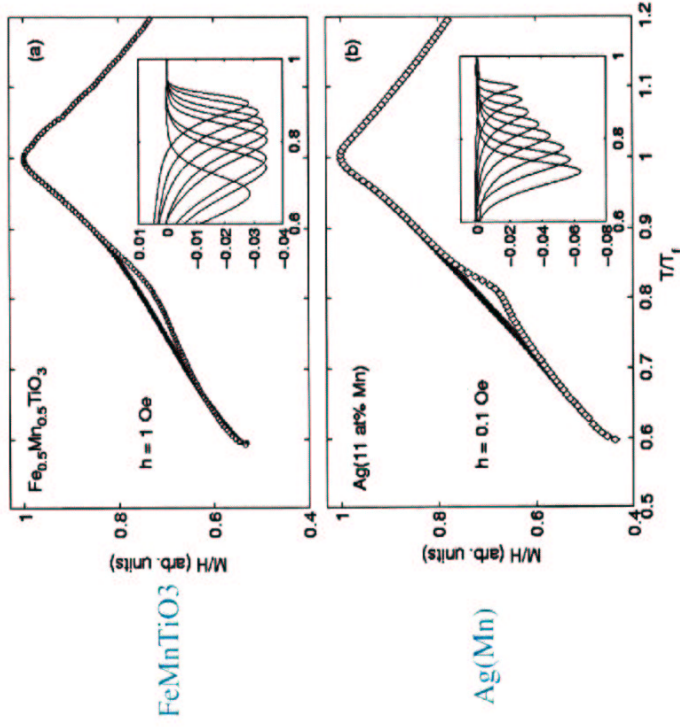 FeMnTiO3
Ag(Mn)
M/H (arb. units)
1
0.8
0.6
0.4
Fe0.5Mn0.5TiO3
(a)
h = 1 Oe
0.01
0
−0.01
−0.02
−0.03
−0.04
0.6 0.8 1
M/H (arb. units)
1
0.8
0.6
0.4
Ag(11 at% Mn)
(b)
h = 0.1 Oe
0
−0.02
−0.04
−0.06
−0.08
0.6 0.8 1
0.5 0.6 0.7 0.8 0.9 1 1.1 1.2
T/Tf